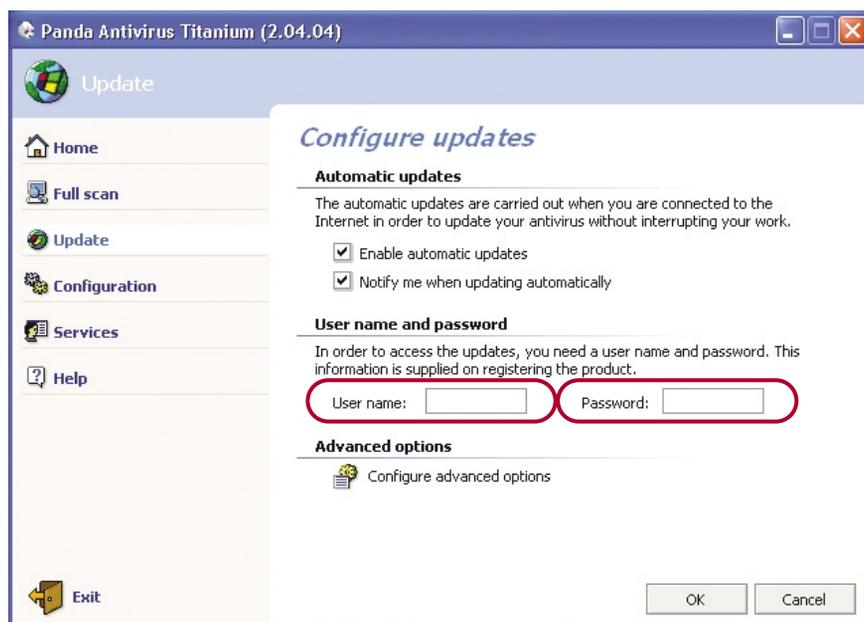 Panda Antivirus Titanium (2.04.04)
Update
Home
Full scan
Update
Configuration
Services
Help
Exit
Configure updates
Automatic updates
The automatic updates are carried out when you are connected to the
Internet in order to update your antivirus without interrupting your work.
Enable automatic updates
Notify me when updating automatically
User name and password
In order to access the updates, you need a user name and password. This
information is supplied on registering the product.
User name: Password:
Advanced options
Configure advanced options
OK Cancel